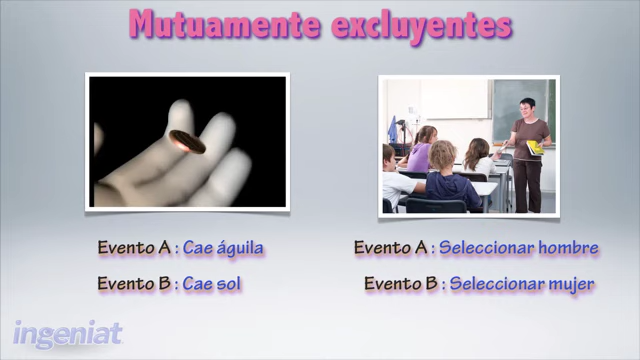 Mutuamente excluyentes
Evento A : Cae águila
Evento B : Cae sol
Evento A : Seleccionar hombre
Evento B : Seleccionar mujer
ingeniat